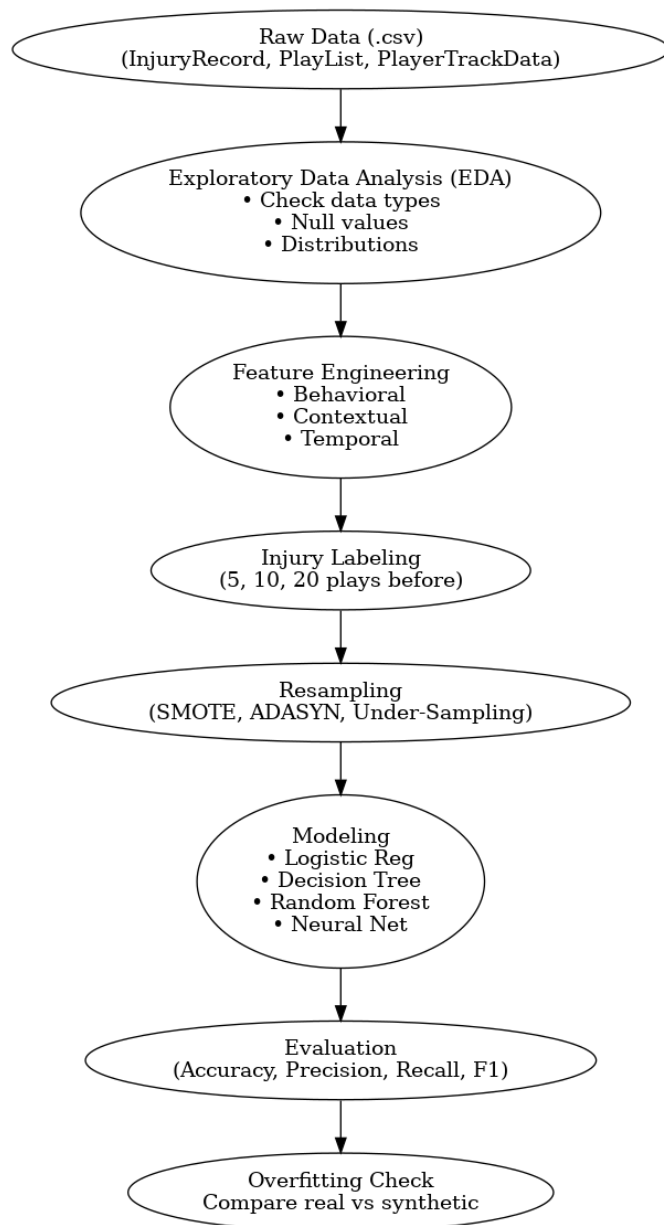 Raw Data (.csv)
(InjuryRecord, PlayList, PlayerTrackData)
Exploratory Data Analysis (EDA)
• Check data types
• Null values
• Distributions
Feature Engineering
• Behavioral
• Contextual
• Temporal
Injury Labeling
(5, 10, 20 plays before)
Resampling
(SMOTE, ADASYN, Under-Sampling)
Modeling
• Logistic Reg
• Decision Tree
• Random Forest
• Neural Net
Evaluation
(Accuracy, Precision, Recall, F1)
Overfitting Check
Compare real vs synthetic